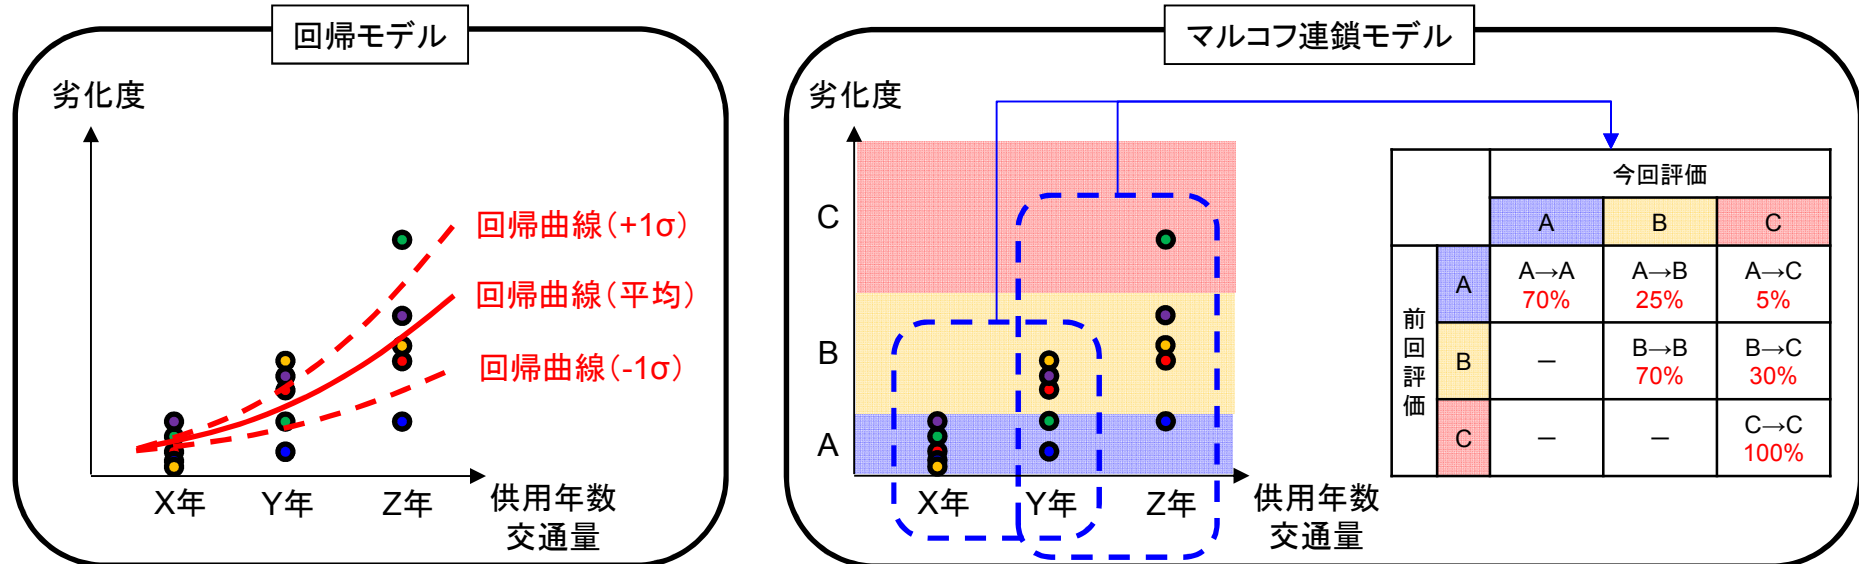 回帰モデル
劣化度
回帰曲線(+1σ)
回帰曲線(平均)
回帰曲線(-1σ)
X年 Y年 Z年
供用年数
交通量
マルコフ連鎖モデル
劣化度
C
B
A
X年 Y年 Z年
供用年数
交通量
今回評価
A B C
前回評価
A
A→A A→B A→C
70% 25% 5%
B
－ B→B B→C
70% 30%
C
－ － C→C
100%